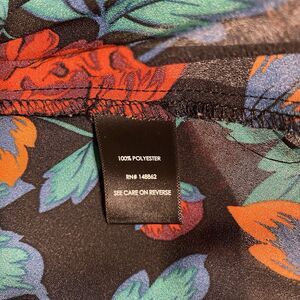 100% POLYESTER
RN# 148862
SEE CARE ON REVERSE